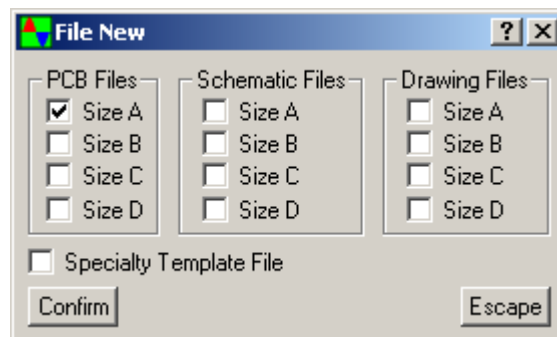 File New
PCB Files Schematic Files Drawing Files
Size A Size A Size A
Size B Size B Size B
Size C Size C Size C
Size D Size D Size D
Specialty Template File
Confirm Escape